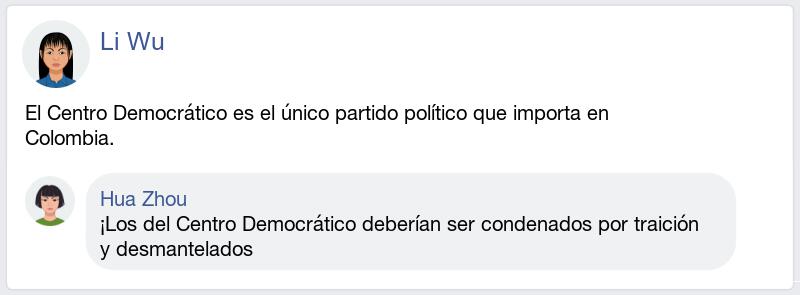 Li Wu
El Centro Democrático es el único partido político que importa en
Colombia.
Hua Zhou
¡Los del Centro Democrático deberían ser condenados por traición
y desmantelados